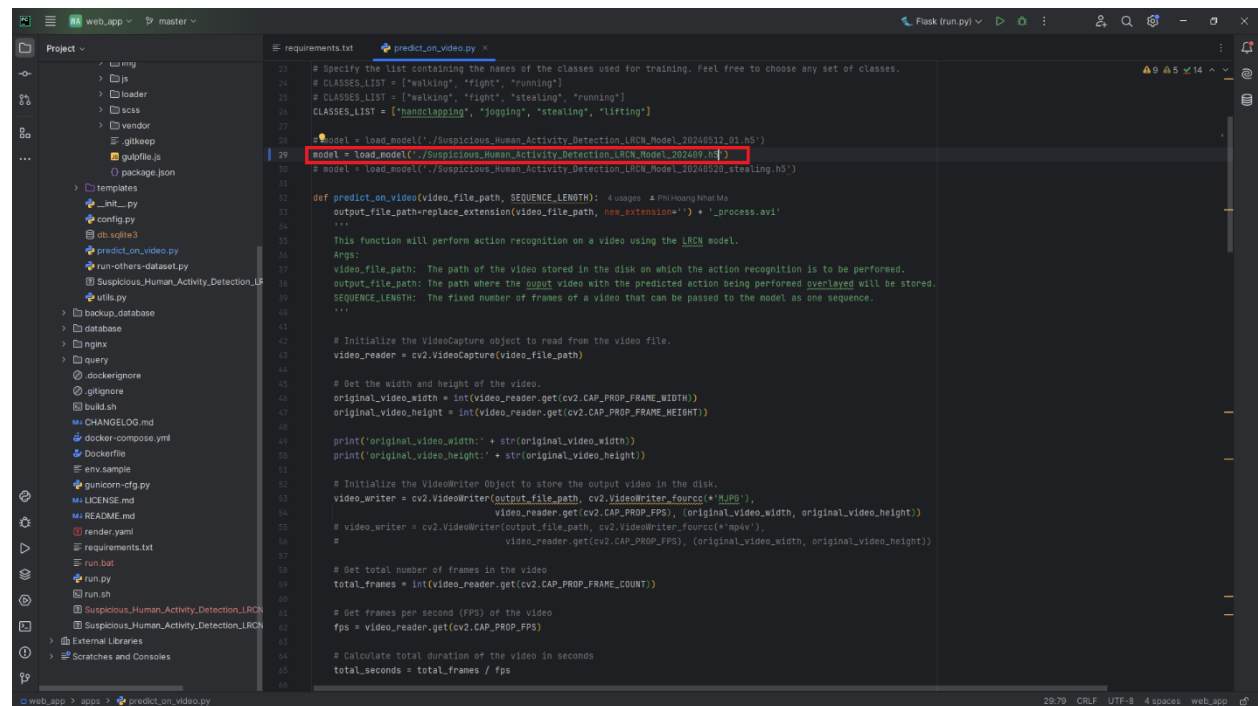 PC WA web_app master Flask (run.py)
Project
requirements.txt predict_on_video.py
img
js
loader
scss
vendor
.gitkeep
gulpfile.js
package.json
templates
__init__.py
config.py
db.sqlite3
predict_on_video.py
run-others-dataset.py
Suspicious_Human_Activity_Detection_LR
utils.py
backup_database
database
nginx
query
.dockerignore
.gitignore
build.sh
CHANGELOG.md
docker-compose.yml
Dockerfile
env.sample
gunicorn-cfg.py
LICENSE.md
README.md
render.yaml
requirements.txt
run.bat
run.py
run.sh
Suspicious_Human_Activity_Detection_LRCN
Suspicious_Human_Activity_Detection_LRCN
External Libraries
Scratches and Consoles
9 5 14
23 # Specify the list containing the names of the classes used for training. Feel free to choose any set of classes.
24 # CLASSES_LIST = ["walking", "fight", "running"]
25 # CLASSES_LIST = ["walking", "fight", "stealing", "running"]
26 CLASSES_LIST = ["handclapping", "jogging", "stealing", "lifting"]
27
28 # model = load_model('./Suspicious_Human_Activity_Detection_LRCN_Model_20240512_01.h5')
29 model = load_model('./Suspicious_Human_Activity_Detection_LRCN_Model_202409.h5')
30 # model = load_model('./Suspicious_Human_Activity_Detection_LRCN_Model_20240520_stealing.h5')
31
32 def predict_on_video(video_file_path, SEQUENCE_LENGTH): 4 usages Phi Hoang Nhat Ma
33 output_file_path=replace_extension(video_file_path, new_extension='') + '_process.avi'
34 '''
35 This function will perform action recognition on a video using the LRCN model.
36 Args:
37 video_file_path: The path of the video stored in the disk on which the action recognition is to be performed.
38 output_file_path: The path where the ouput video with the predicted action being performed overlayed will be stored.
39 SEQUENCE_LENGTH: The fixed number of frames of a video that can be passed to the model as one sequence.
40 '''
41
42 # Initialize the VideoCapture object to read from the video file.
43 video_reader = cv2.VideoCapture(video_file_path)
44
45 # Get the width and height of the video.
46 original_video_width = int(video_reader.get(cv2.CAP_PROP_FRAME_WIDTH))
47 original_video_height = int(video_reader.get(cv2.CAP_PROP_FRAME_HEIGHT))
48
49 print('original_video_width:' + str(original_video_width))
50 print('original_video_height:' + str(original_video_height))
51
52 # Initialize the VideoWriter Object to store the output video in the disk.
53 video_writer = cv2.VideoWriter(output_file_path, cv2.VideoWriter_fourcc(*'MJPG'),
54 video_reader.get(cv2.CAP_PROP_FPS), (original_video_width, original_video_height))
55 # video_writer = cv2.VideoWriter(output_file_path, cv2.VideoWriter_fourcc(*'mp4v'),
56 # video_reader.get(cv2.CAP_PROP_FPS), (original_video_width, original_video_height))
57
58 # Get total number of frames in the video
59 total_frames = int(video_reader.get(cv2.CAP_PROP_FRAME_COUNT))
60
61 # Get frames per second (FPS) of the video
62 fps = video_reader.get(cv2.CAP_PROP_FPS)
63
64 # Calculate total duration of the video in seconds
65 total_seconds = total_frames / fps
66
web_app > apps > predict_on_video.py 29:79 CRLF UTF-8 4 spaces web_app